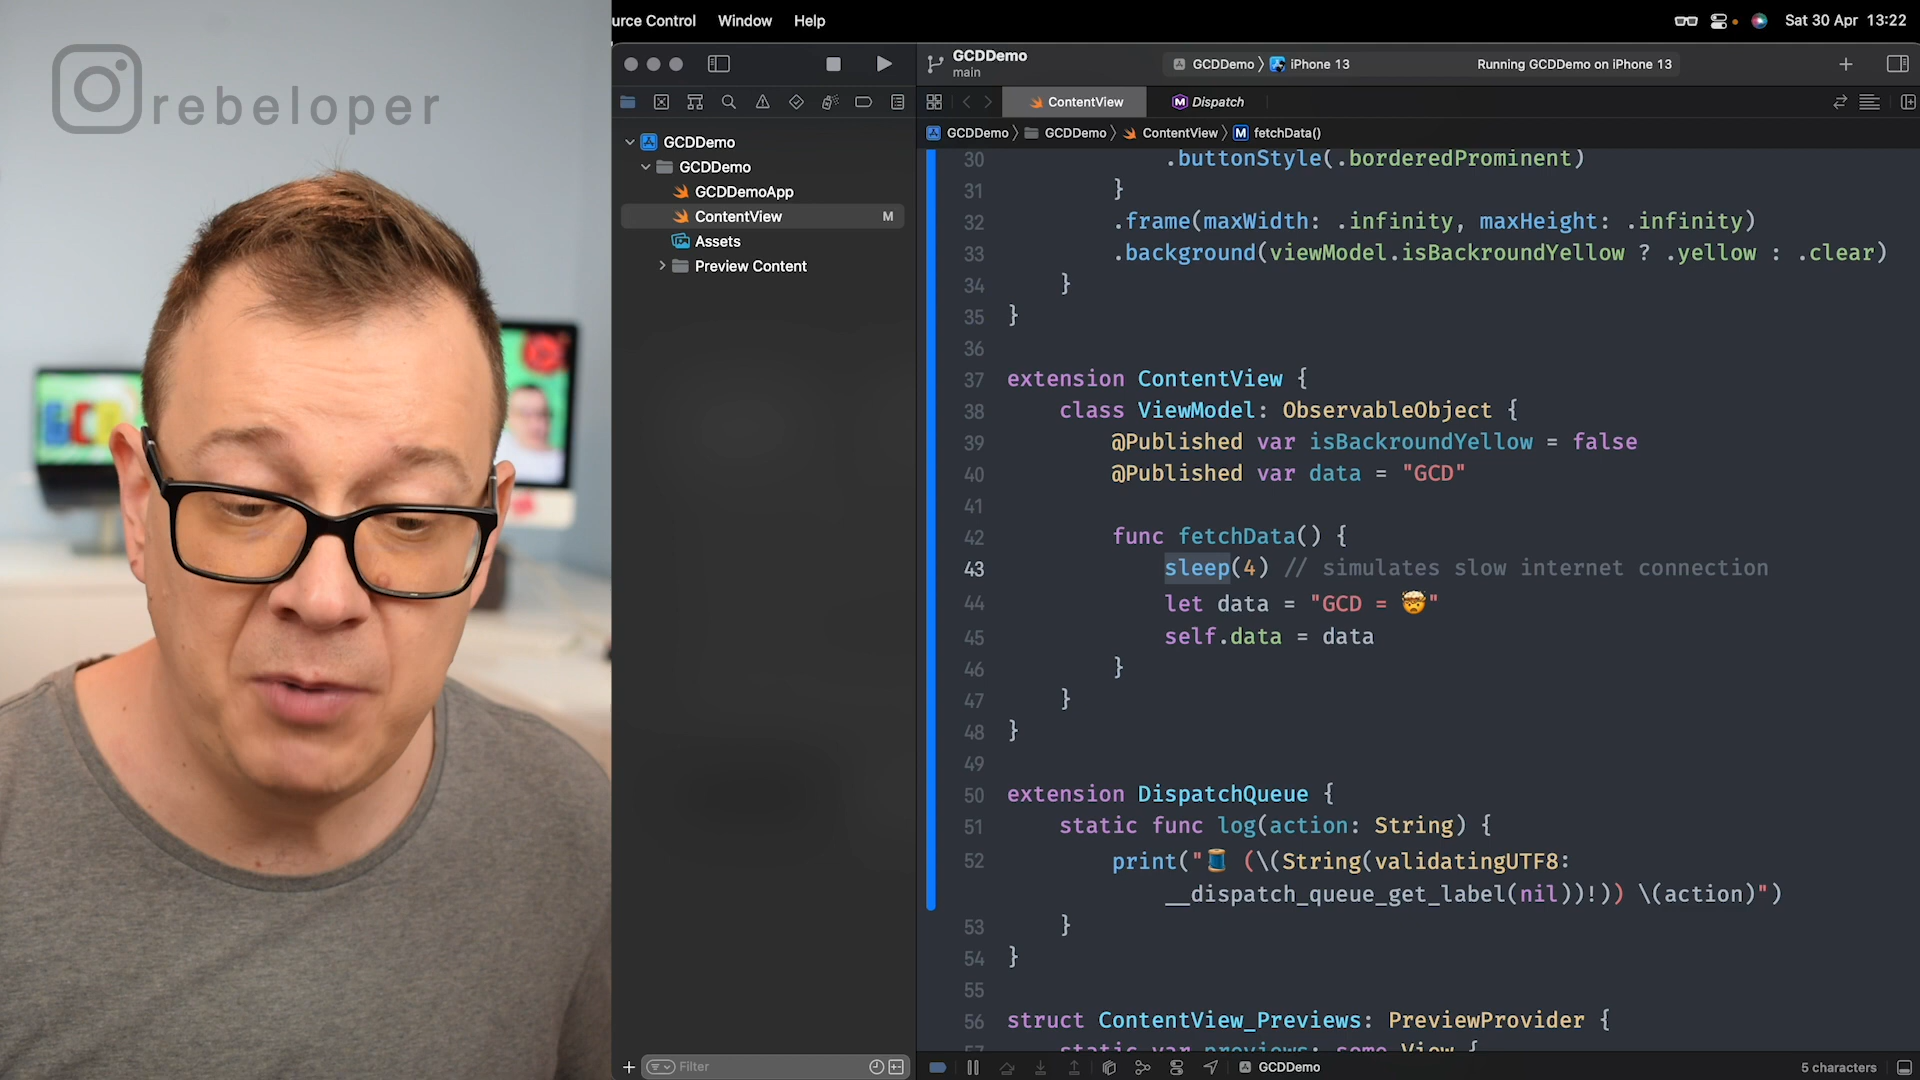 urce Control Window Help
Sat 30 Apr 13:22
rebeloper
GCDDemo
main
GCDDemo iPhone 13
Running GCDDemo on iPhone 13
ContentView
Dispatch
GCDDemo GCDDemo ContentView M fetchData()
GCDDemo
GCDDemo
GCDDemoApp
ContentView M
Assets
Preview Content
30 .buttonStyle(.borderedProminent)
31 }
32 .frame(maxWidth: .infinity, maxHeight: .infinity)
33 .background(viewModel.isBackroundYellow ? .yellow : .clear)
34 }
35 }
36
37 extension ContentView {
38 class ViewModel: ObservableObject {
39 @Published var isBackroundYellow = false
40 @Published var data = "GCD"
41
42 func fetchData() {
43 sleep(4) // simulates slow internet connection
44 let data = "GCD = 🤯"
45 self.data = data
46 }
47 }
48 }
49
50 extension DispatchQueue {
51 static func log(action: String) {
52 print("🧵 (\(String(validatingUTF8:
__dispatch_queue_get_label(nil))!)) \(action)")
53 }
54 }
55
56 struct ContentView_Previews: PreviewProvider {
57 static var previews: some View {
Filter
GCDDemo
5 characters